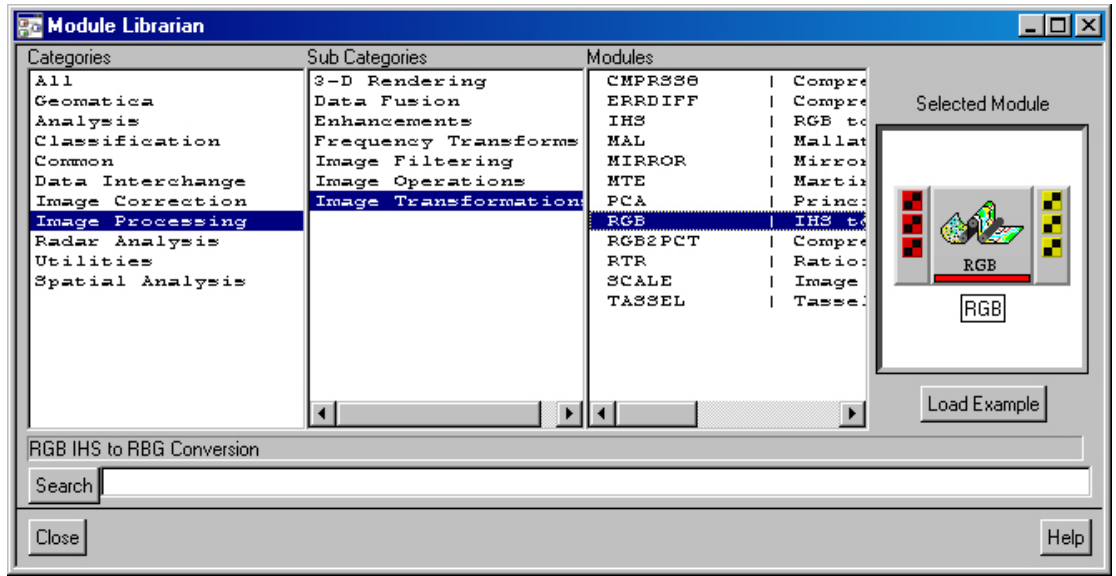 Module Librarian
Categories
All
Geomatica
Analysis
Classification
Common
Data Interchange
Image Correction
Image Processing
Radar Analysis
Utilities
Spatial Analysis
Sub Categories
3-D Rendering
Data Fusion
Enhancements
Frequency Transforms
Image Filtering
Image Operations
Image Transformation
Modules
CMPRSS8 | Compre
ERRDIFF | Compre
IHS | RGB to
MAL | Mallat
MIRROR | Mirror
MTE | Martin
PCA | Princ
RGB | IHS to
RGB2PCT | Compre
RTR | Ratio
SCALE | Image
TASSEL | Tassel
Selected Module
RGB
RGB
Load Example
RGB IHS to RBG Conversion
Search
Close
Help